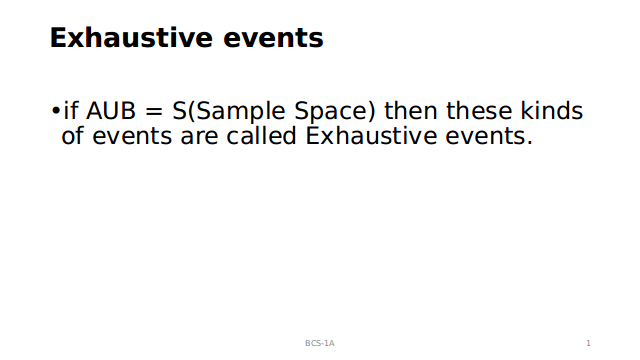 Exhaustive events
•if AUB = S(Sample Space) then these kinds
of events are called Exhaustive events.
BCS-1A
1